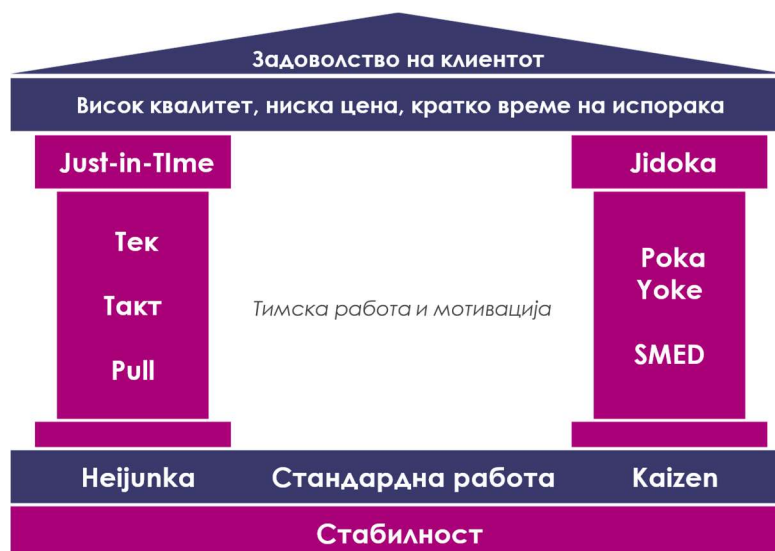 Задоволство на клиентот
Висок квалитет, ниска цена, кратко време на испорака
Just-in-TIme
Jidoka
Тек
Такт
Pull
Тимска работа и мотивација
Poka
Yoke
SMED
Heijunka
Стандардна работа
Kaizen
Стабилност